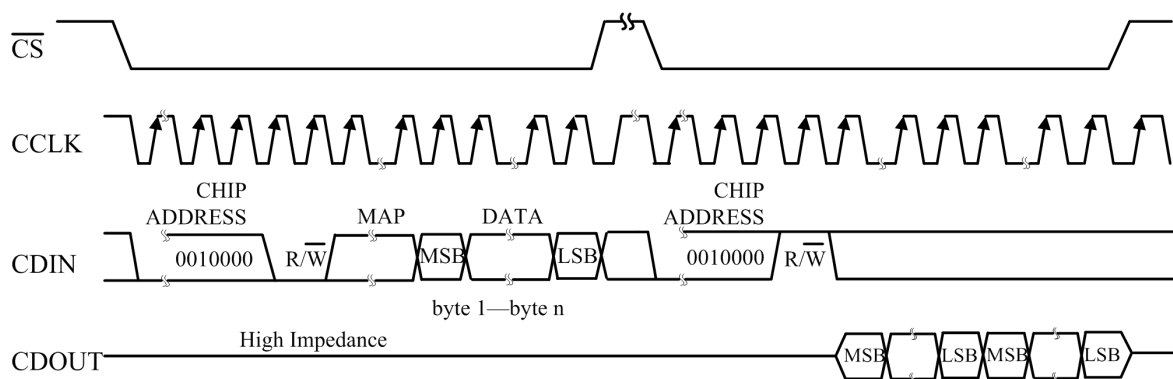 C̅S̅
CCLK
CHIP
ADDRESS
MAP
DATA
CHIP
ADDRESS
CDIN
0010000
R/W̅
MSB
LSB
0010000
R/W̅
byte 1—byte n
High Impedance
CDOUT
MSB
LSB
MSB
LSB